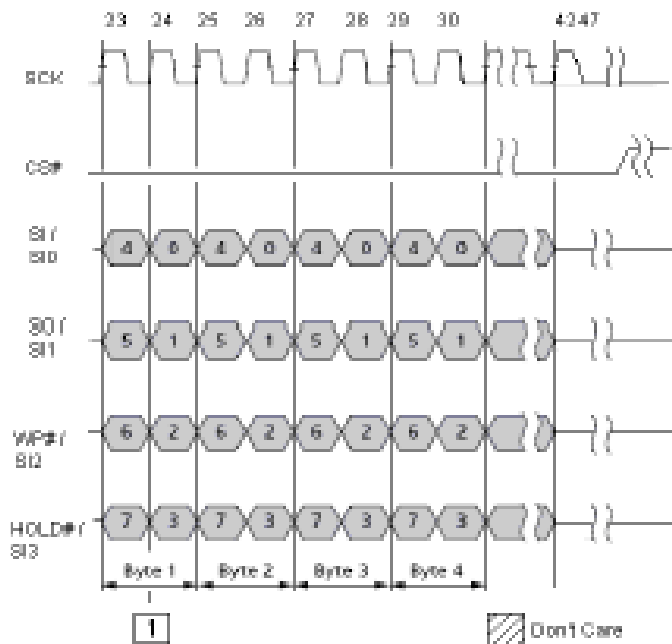 23 24 25 26 27 28 29 30 4247
SCK
CS#
SI/
SI0
4 0 4 0 4 0 4 0
SO/
SI1
5 1 5 1 5 1 5 1
WP#/
SI2
6 2 6 2 6 2 6 2
HOLD#/
SI3
7 3 7 3 7 3 7 3
Byte 1 Byte 2 Byte 3 Byte 4
1
Don't Care